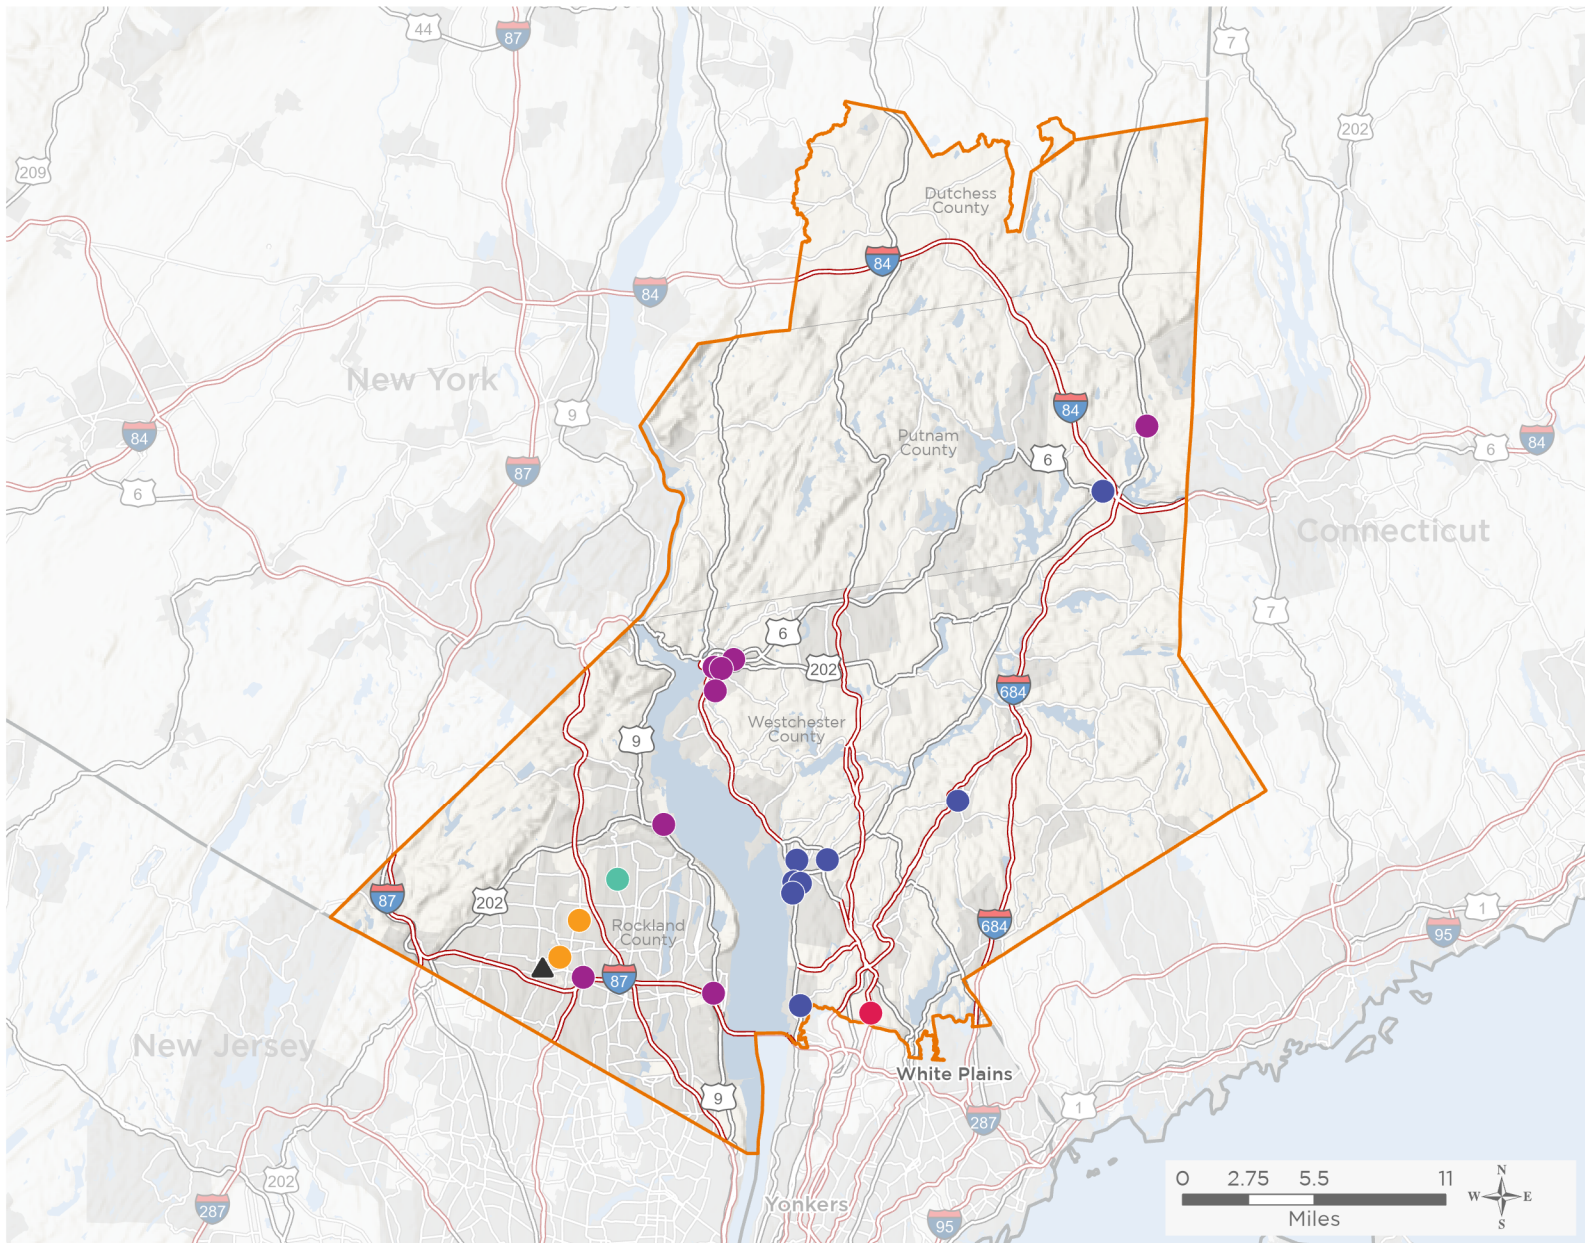 44
87
7
202
209
Dutchess
County
84
84
New York
9
84
84
87
6
6
Putnam
County
6
84
Connecticut
7
6
202
684
Westchester
County
9
87
202
Rockland
County
684
1
95
87
New Jersey
White Plains
9
1
287
202
287
Yonkers
95
0
2.75
5.5
11
Miles
N
W
E
S